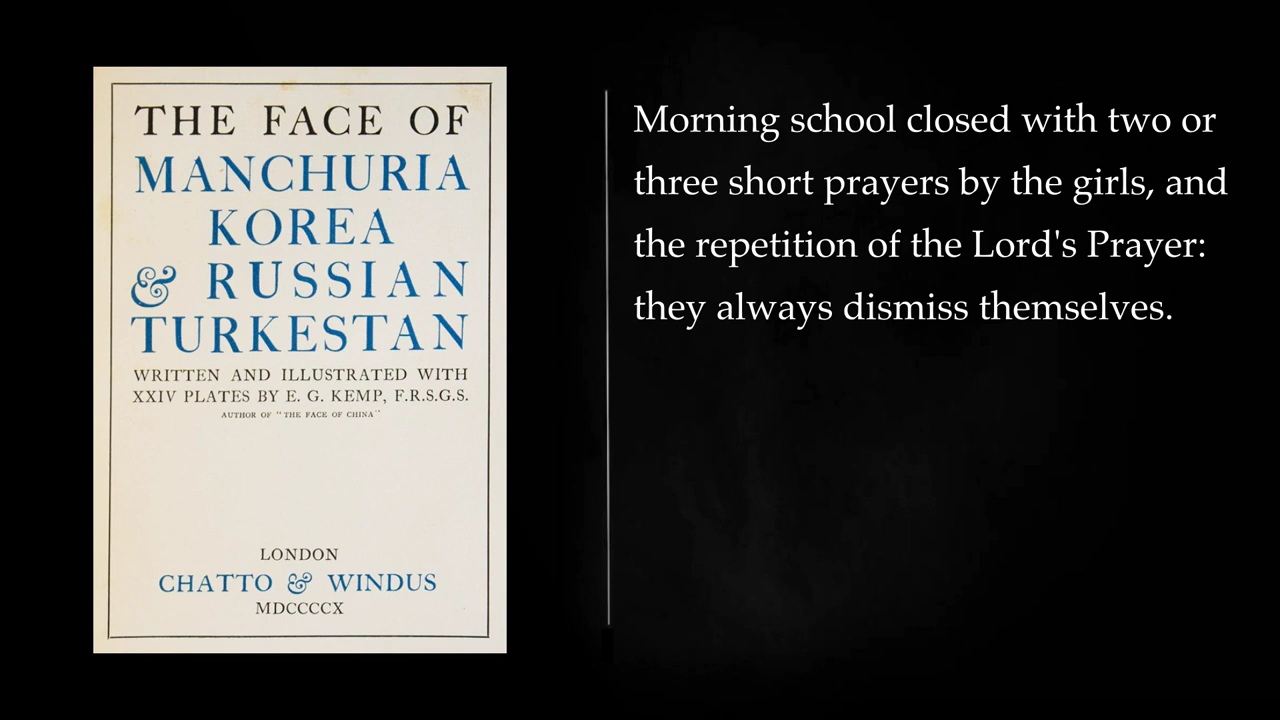 THE FACE OF
MANCHURIA
KOREA
& RUSSIAN
TURKESTAN
WRITTEN AND ILLUSTRATED WITH
XXIV PLATES BY E. G. KEMP, F.R.S.G.S.
AUTHOR OF "THE FACE OF CHINA"
LONDON
CHATTO & WINDUS
MDCCCCX
Morning school closed with two or
three short prayers by the girls, and
the repetition of the Lord's Prayer:
they always dismiss themselves.